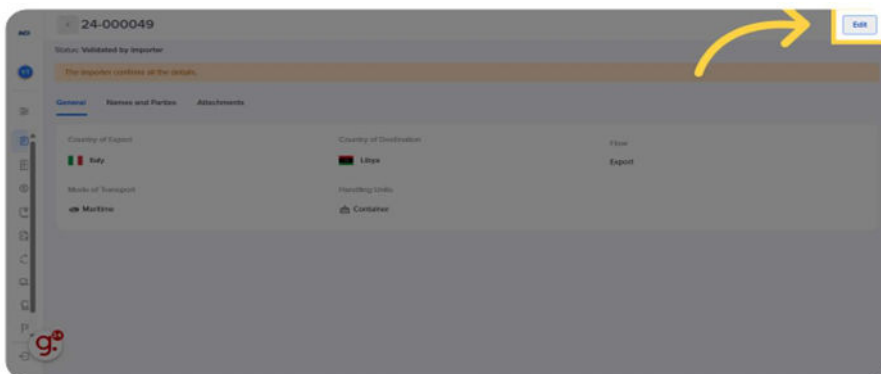 ACI
24-000049
Edit
Status: Validated by importer
The importer confirms all the details.
General Names and Parties Attachments
Country of Export Country of Destination Flow
Italy Libya Export
Mode of Transport Handling Units
Maritime Container
g.